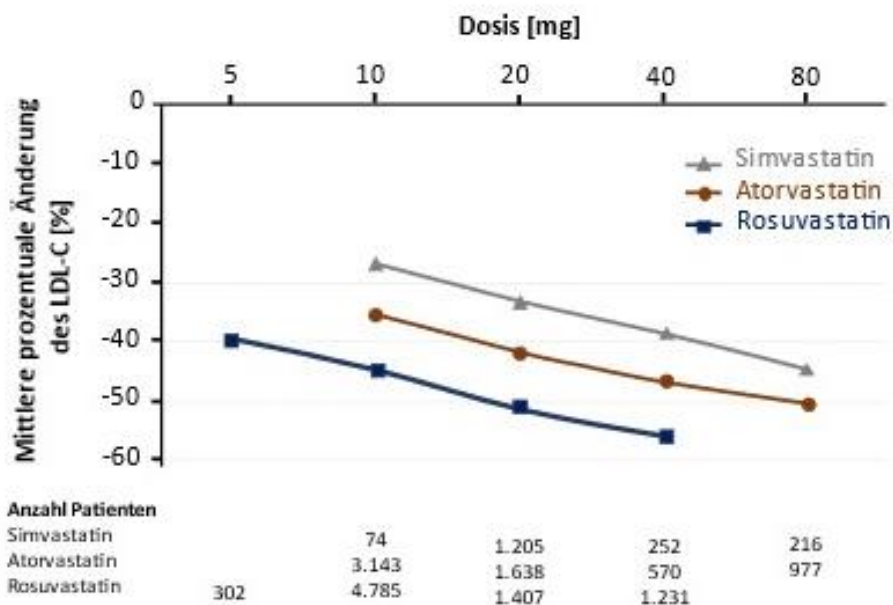 Dosis [mg]
5 10 20 40 80
Mittlere prozentuale Änderung
des LDL-C [%]
0
-10
-20
-30
-40
-50
-60
Simvastatin
Atorvastatin
Rosuvastatin
Anzahl Patienten
Simvastatin 74 1.205 252 216
Atorvastatin 3.143 1.638 570 977
Rosuvastatin 302 4.785 1.407 1.231